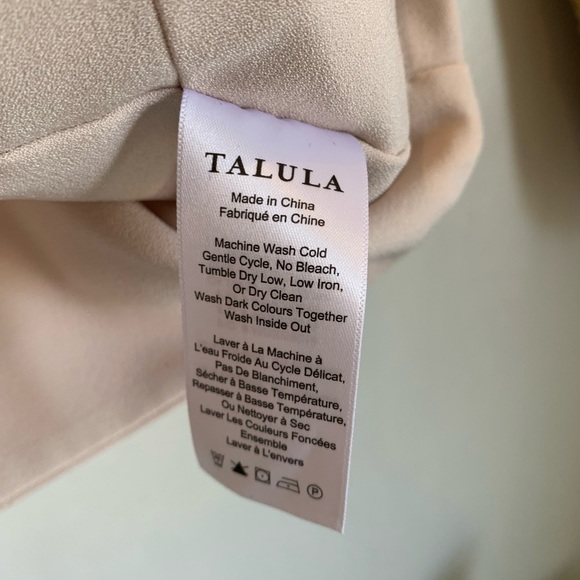 TALULA
Made in China
Fabriqué en Chine
Machine Wash Cold
Gentle Cycle, No Bleach,
Tumble Dry Low, Low Iron,
Or Dry Clean
Wash Dark Colours Together
Wash Inside Out
Laver à La Machine à
L'eau Froide Au Cycle Délicat,
Pas De Blanchiment,
Sécher à Basse Température,
Repasser à Basse Température,
Ou Nettoyer à Sec
Laver Les Couleurs Foncées
Ensemble
Laver à L'envers